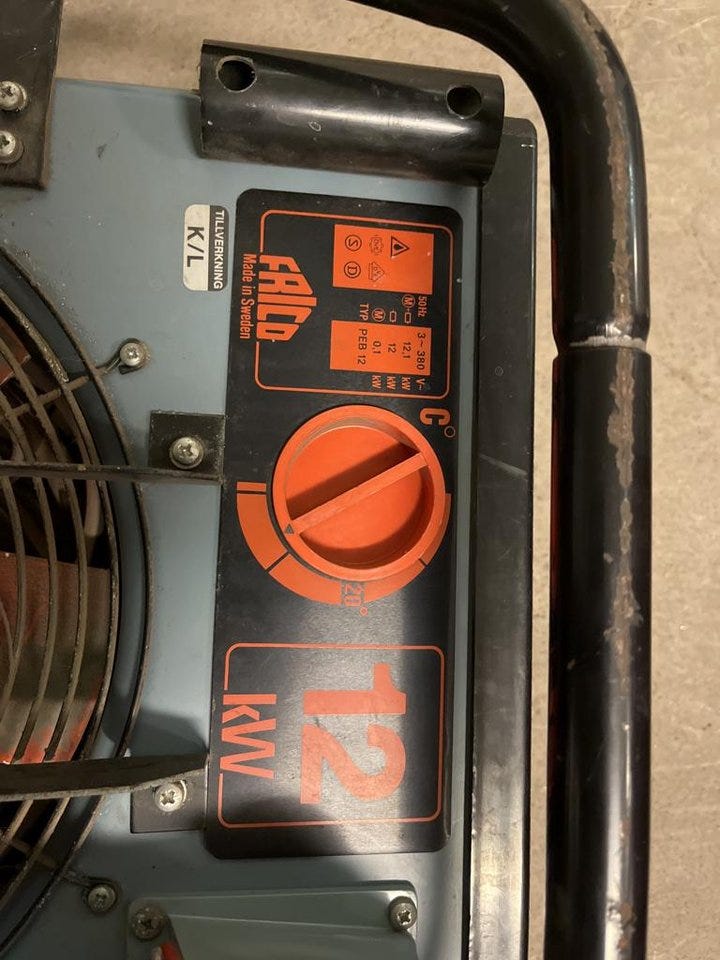 TILLVERKNING
K/L
S D
FRICO
Made in Sweden
50Hz 3~380 V~
M 12,1 kW
12 kW
M 0,1 kW
TYP PEB 12
°C
20°
12
kW